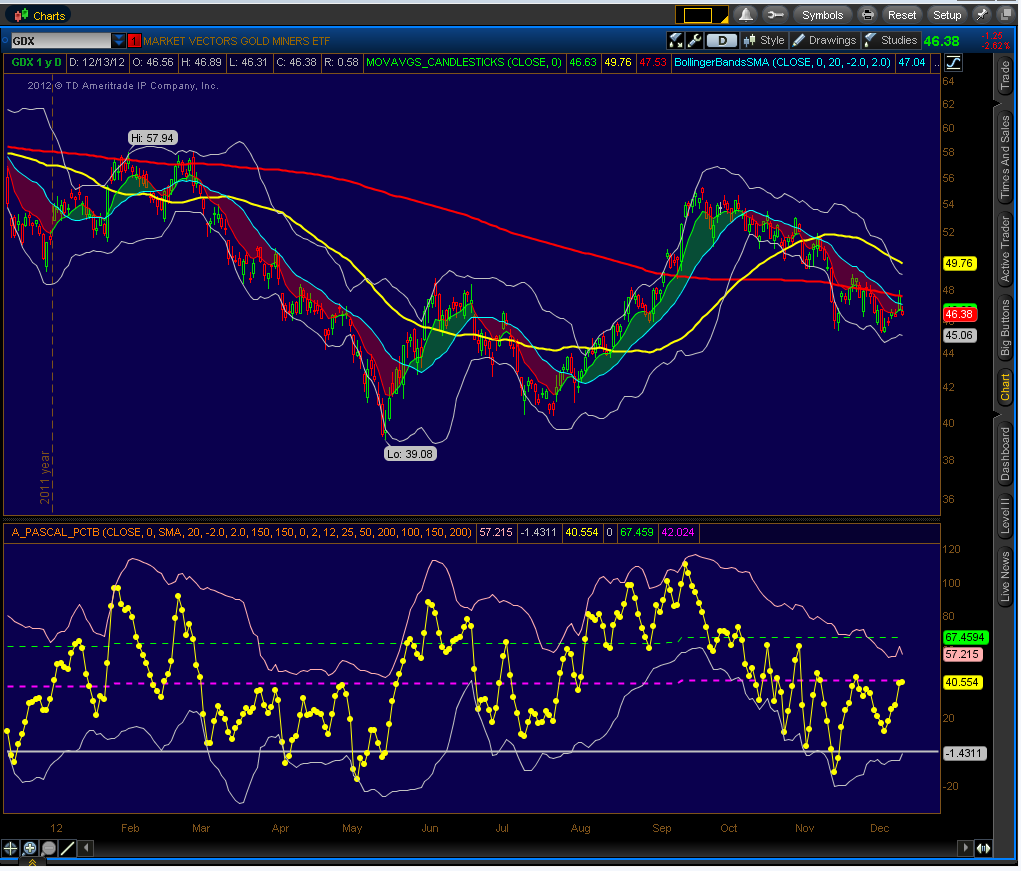 Charts
Symbols Reset Setup
GDX 1 MARKET VECTORS GOLD MINERS ETF D Style Drawings Studies 46.38 -1.25
-2.62%
GDX 1 y D D: 12/13/12 O: 46.56 H: 46.89 L: 46.31 C: 46.38 R: 0.58 MOVAVGS_CANDLESTICKS (CLOSE, 0) 46.63 49.76 47.53 BollingerBandsSMA (CLOSE, 0, 20, -2.0, 2.0) 47.04 ..
2012 © TD Ameritrade IP Company, Inc.
64
62
60
58
56
54
52
49.76
48
46.38
45.06
44
42
40
38
36
Hi: 57.94
Lo: 39.08
2011 year
A_PASCAL_PCTB (CLOSE, 0, SMA, 20, -2.0, 2.0, 150, 150, 0, 2, 12, 25, 50, 200, 100, 150, 200) 57.215 -1.4311 40.554 0 67.459 42.024
120
100
80
67.4594
57.215
40.554
20
-1.4311
-20
12 Feb Mar Apr May Jun Jul Aug Sep Oct Nov Dec
Trade
Times And Sales
Active Trader
Big Buttons
Chart
Dashboard
Level II
Live News